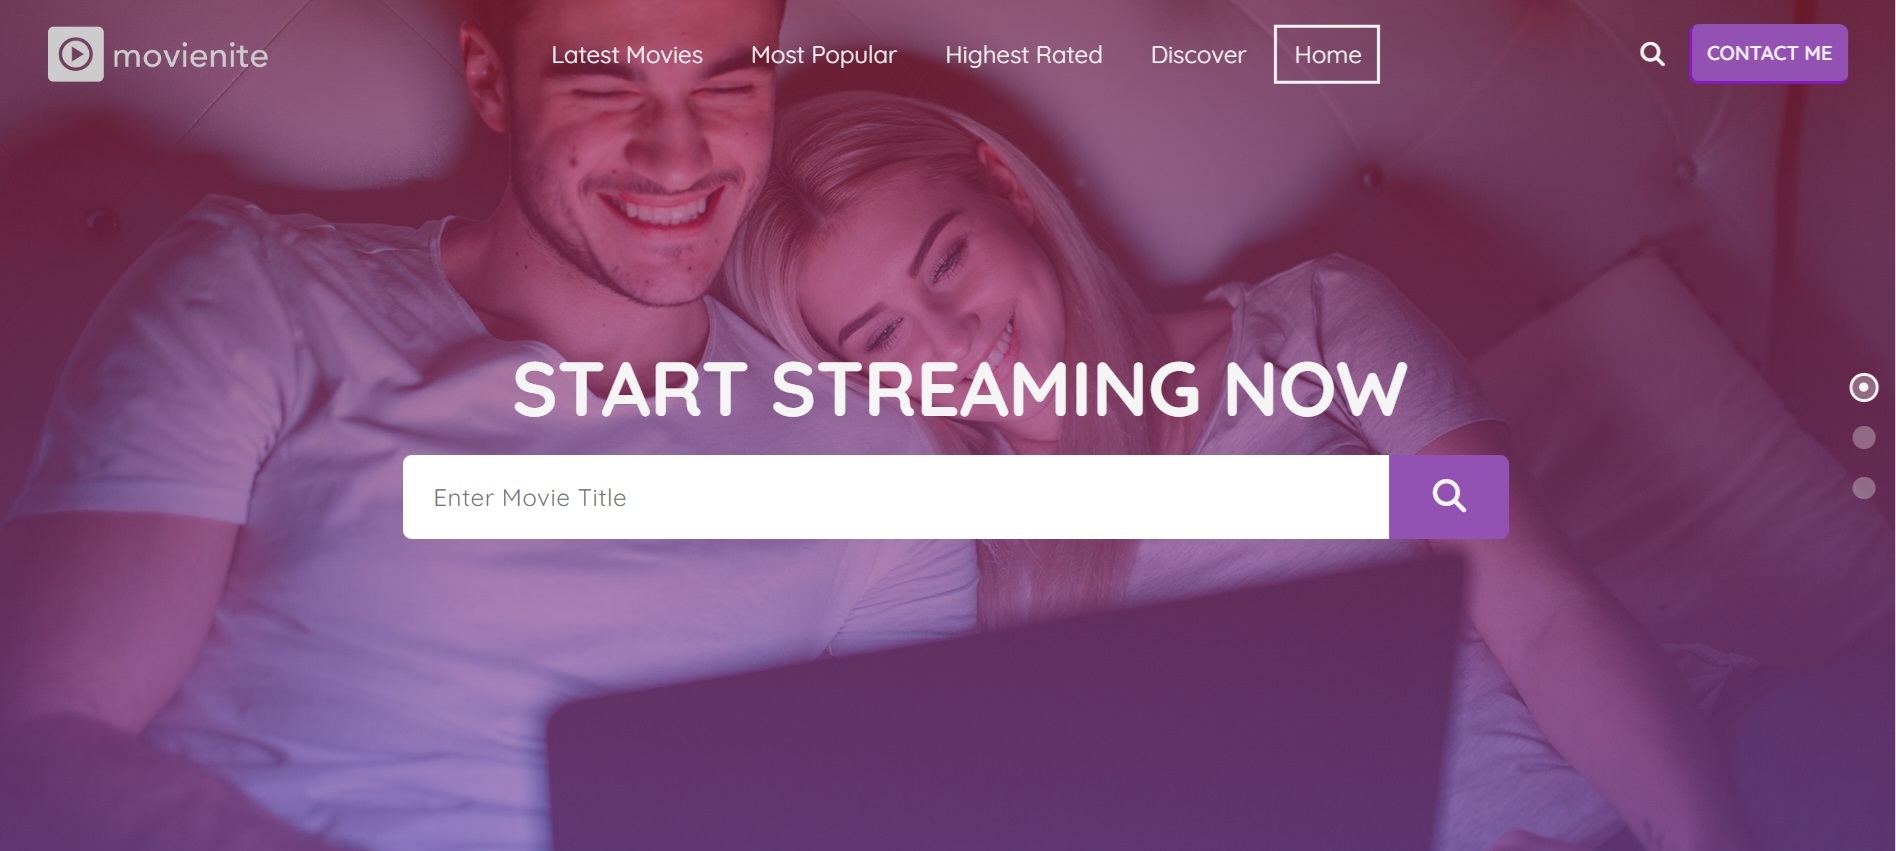 movienite
Latest Movies Most Popular Highest Rated Discover Home
CONTACT ME
START STREAMING NOW
Enter Movie Title